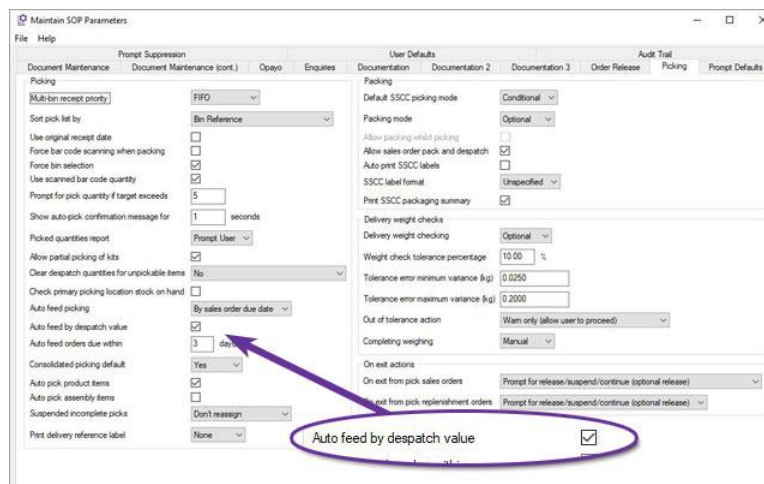 Maintain SOP Parameters
File Help
Prompt Suppression User Defaults Audit Trail
Document Maintenance Document Maintenance (cont.) Opayo Enquiries Documentation Documentation 2 Documentation 3 Order Release Picking Prompt Defaults
Picking
Multi-bin receipt priority FIFO
Sort pick list by Bin Reference
Use original receipt date
Force bar code scanning when packing
Force bin selection
Use scanned bar code quantity
Prompt for pick quantity if target exceeds 5
Show auto-pick confirmation message for 1 seconds
Picked quantities report Prompt User
Allow partial picking of kits
Clear despatch quantities for unpickable items No
Check primary picking location stock on hand
Auto feed picking By sales order due date
Auto feed by despatch value
Auto feed orders due within 3
Consolidated picking default Yes
Auto pick product items
Auto pick assembly items
Suspended incomplete picks Don't reassign
Print delivery reference label None
Packing
Default SSCC picking mode Conditional
Packing mode Optional
Allow packing whilst picking
Allow sales order pack and despatch
Auto print SSCC labels
SSCC label format Unspecified
Print SSCC packaging summary
Delivery weight checks
Delivery weight checking Optional
Weight check tolerance percentage 10.00 %
Tolerance error minimum variance (kg) 0.0250
Tolerance error maximum variance (kg) 0.2000
Out of tolerance action Warn only (allow user to proceed)
Completing weighing Manual
On exit actions
On exit from pick sales orders Prompt for release/suspend/continue (optional release)
exit from pick replenishment orders Prompt for release/suspend/continue (optional release)
Auto feed by despatch value